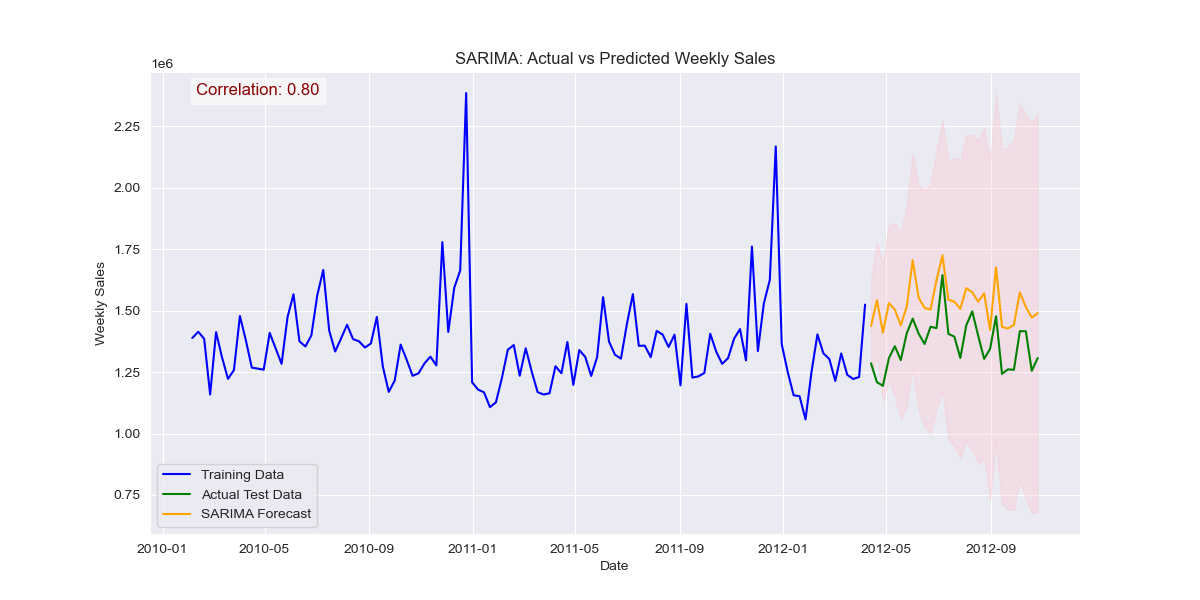 SARIMA: Actual vs Predicted Weekly Sales
1e6
Correlation: 0.80
2.25
2.00
1.75
1.50
1.25
1.00
0.75
Weekly Sales
Training Data
Actual Test Data
SARIMA Forecast
2010-01 2010-05 2010-09 2011-01 2011-05 2011-09 2012-01 2012-05 2012-09
Date